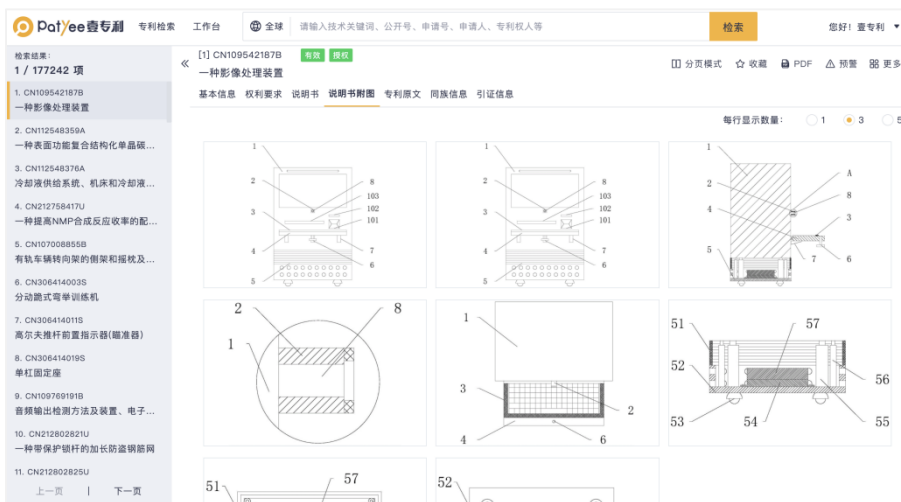 Patyee壹专利 专利检索 工作台 全球 请输入技术关键词、公开号、申请号、申请人、专利权人等 检索 您好！壹专利
检索结果：
1 / 177242 项
1. CN109542187B
一种影像处理装置
2. CN112548359A
一种表面功能复合结构化单晶碳...
3. CN112548376A
冷却液供给系统、机床和冷却液...
4. CN212758417U
一种提高NMP合成反应收率的配...
5. CN107008855B
有轨车辆转向架的侧架和摇枕及...
6. CN306414003S
分动跪式弯举训练机
7. CN306414011S
高尔夫推杆前置指示器(瞄准器)
8. CN306414019S
单杠固定座
9. CN109769191B
音频输出检测方法及装置、电子...
10. CN212802821U
一种带保护锁杆的加长防盗钢筋网
11. CN212802825U
上一页 | 下一页
[1] CN109542187B 有效 授权
一种影像处理装置
分页模式 收藏 PDF 预警 更多
基本信息 权利要求 说明书 说明书附图 专利原文 同族信息 引证信息
每行显示数量： 1 3 5
1
2
3
4
5
8
103
102
101
7
6
1
2
3
4
5
8
103
102
101
7
6
1
2
4
5
A
8
3
7
6
2
8
1
1
3
2
4
6
51
57
52
56
53
54
55
51
57
52